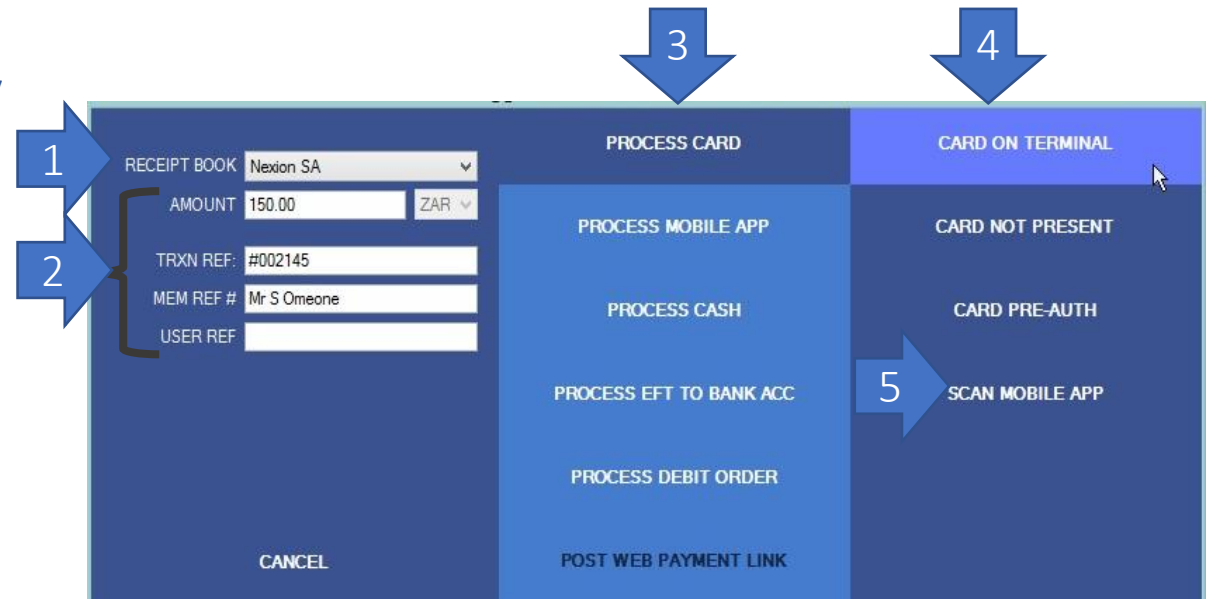 3
4
1
RECEIPT BOOK Nexion SA
AMOUNT 150.00 ZAR
2
TRXN REF: #002145
MEM REF # Mr S Omeone
USER REF
CANCEL
PROCESS CARD
PROCESS MOBILE APP
PROCESS CASH
PROCESS EFT TO BANK ACC
PROCESS DEBIT ORDER
POST WEB PAYMENT LINK
CARD ON TERMINAL
CARD NOT PRESENT
CARD PRE-AUTH
5 SCAN MOBILE APP